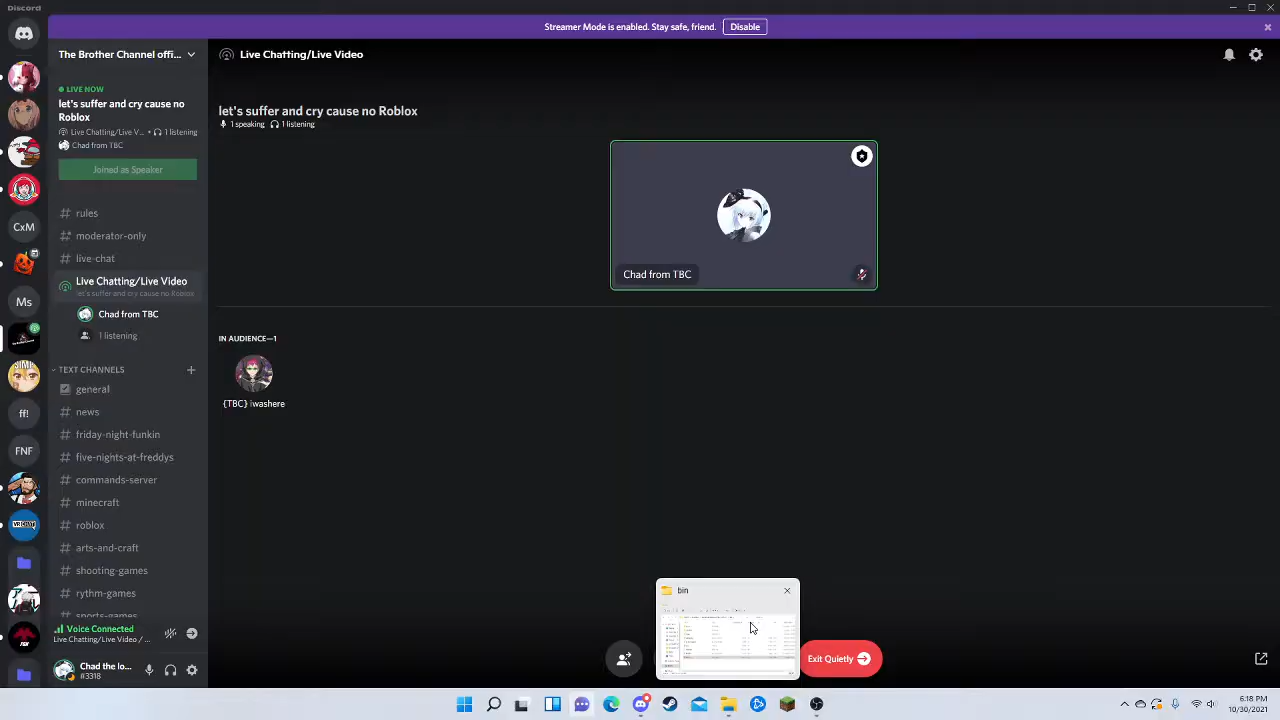 Discord
Streamer Mode is enabled. Stay safe, friend.
Disable
The Brother Channel offi...
Live Chatting/Live Video
LIVE NOW
let's suffer and cry cause no
Roblox
Live Chatting/Live V... • 1 listening
Chad from TBC
Joined as Speaker
let's suffer and cry cause no Roblox
1 speaking 1 listening
Chad from TBC
rules
moderator-only
live-chat
Live Chatting/Live Video
let's suffer and cry cause no Roblox
Chad from TBC
1 listening
IN AUDIENCE—1
{TBC} iwashere
CxM
Ms
ff!
FNF
TEXT CHANNELS
general
news
friday-night-funkin
five-nights-at-freddys
commands-server
minecraft
roblox
arts-and-craft
shooting-games
rythm-games
sports-games
Voice Connected
Live Chatting/Live Video / ...
bin
Exit Quietly
6:18 PM
10/30/2021